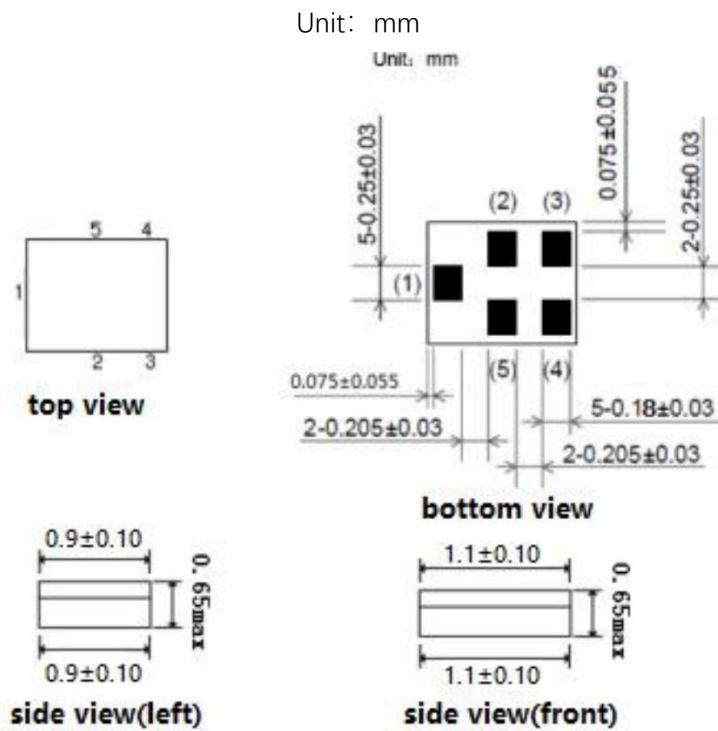 Unit： mm
Unit: mm
5-0.25±0.03
0.075±0.055
2-0.25±0.03
(2) (3)
(1)
(5) (4)
5 4
1
2 3
top view
0.075±0.055
5-0.18±0.03
2-0.205±0.03
2-0.205±0.03
bottom view
0.9±0.10
0.65max
0.9±0.10
side view(left)
1.1±0.10
0.65max
1.1±0.10
side view(front)